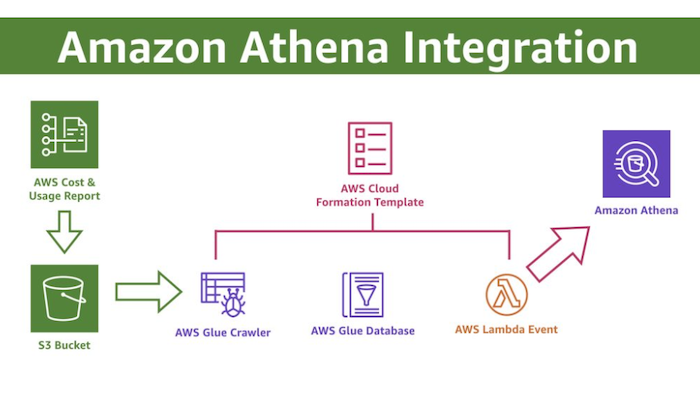 Amazon Athena Integration
AWS Cost &
Usage Report
AWS Cloud
Formation Template
Amazon Athena
S3 Bucket
AWS Glue Crawler
AWS Glue Database
AWS Lambda Event